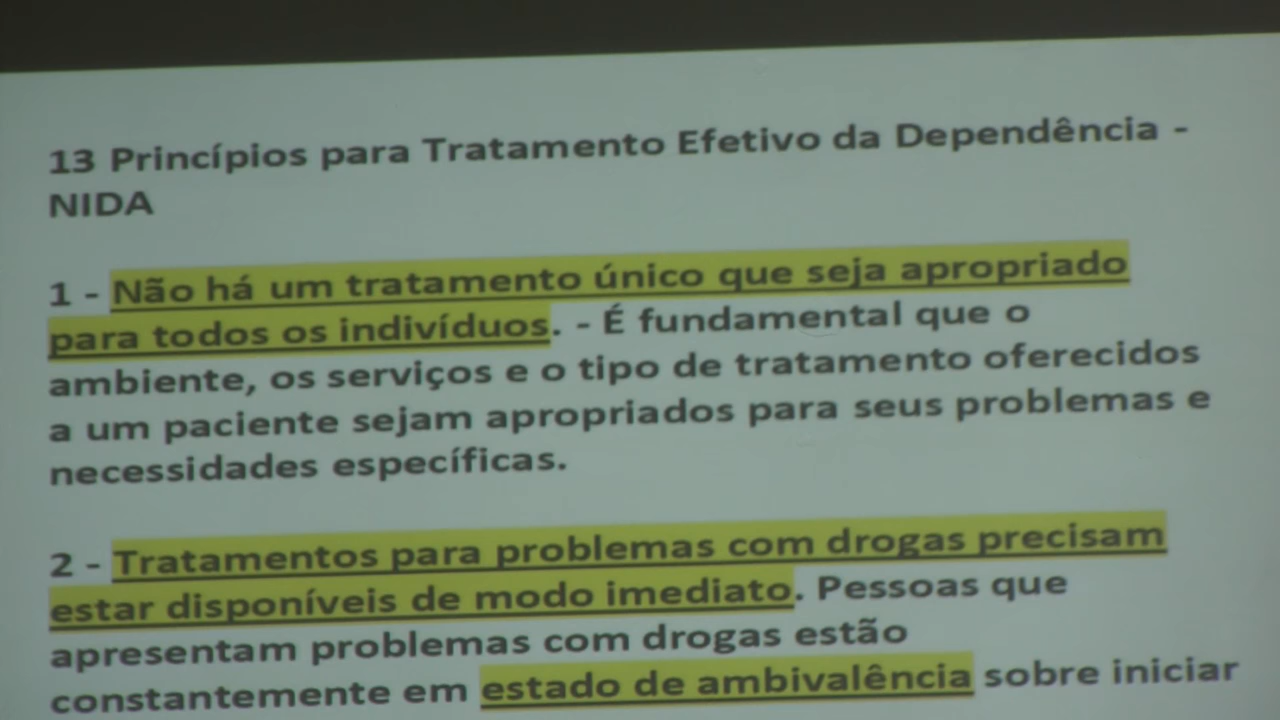 13 Princípios para Tratamento Efetivo da Dependência -
NIDA
1 - Não há um tratamento único que seja apropriado
para todos os indivíduos. - É fundamental que o
ambiente, os serviços e o tipo de tratamento oferecidos
a um paciente sejam apropriados para seus problemas e
necessidades específicas.
2 - Tratamentos para problemas com drogas precisam
estar disponíveis de modo imediato. Pessoas que
apresentam problemas com drogas estão
constantemente em estado de ambivalência sobre iniciar